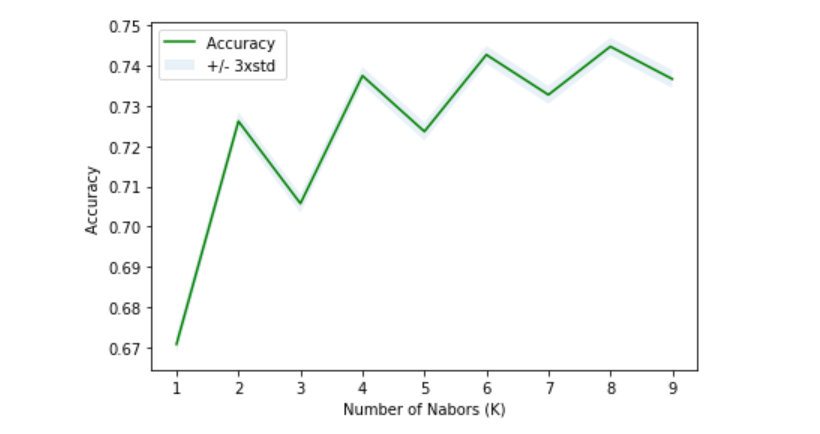 0.75
0.74
0.73
0.72
0.71
0.70
0.69
0.68
0.67
Accuracy
Accuracy
+/- 3xstd
1 2 3 4 5 6 7 8 9
Number of Nabors (K)